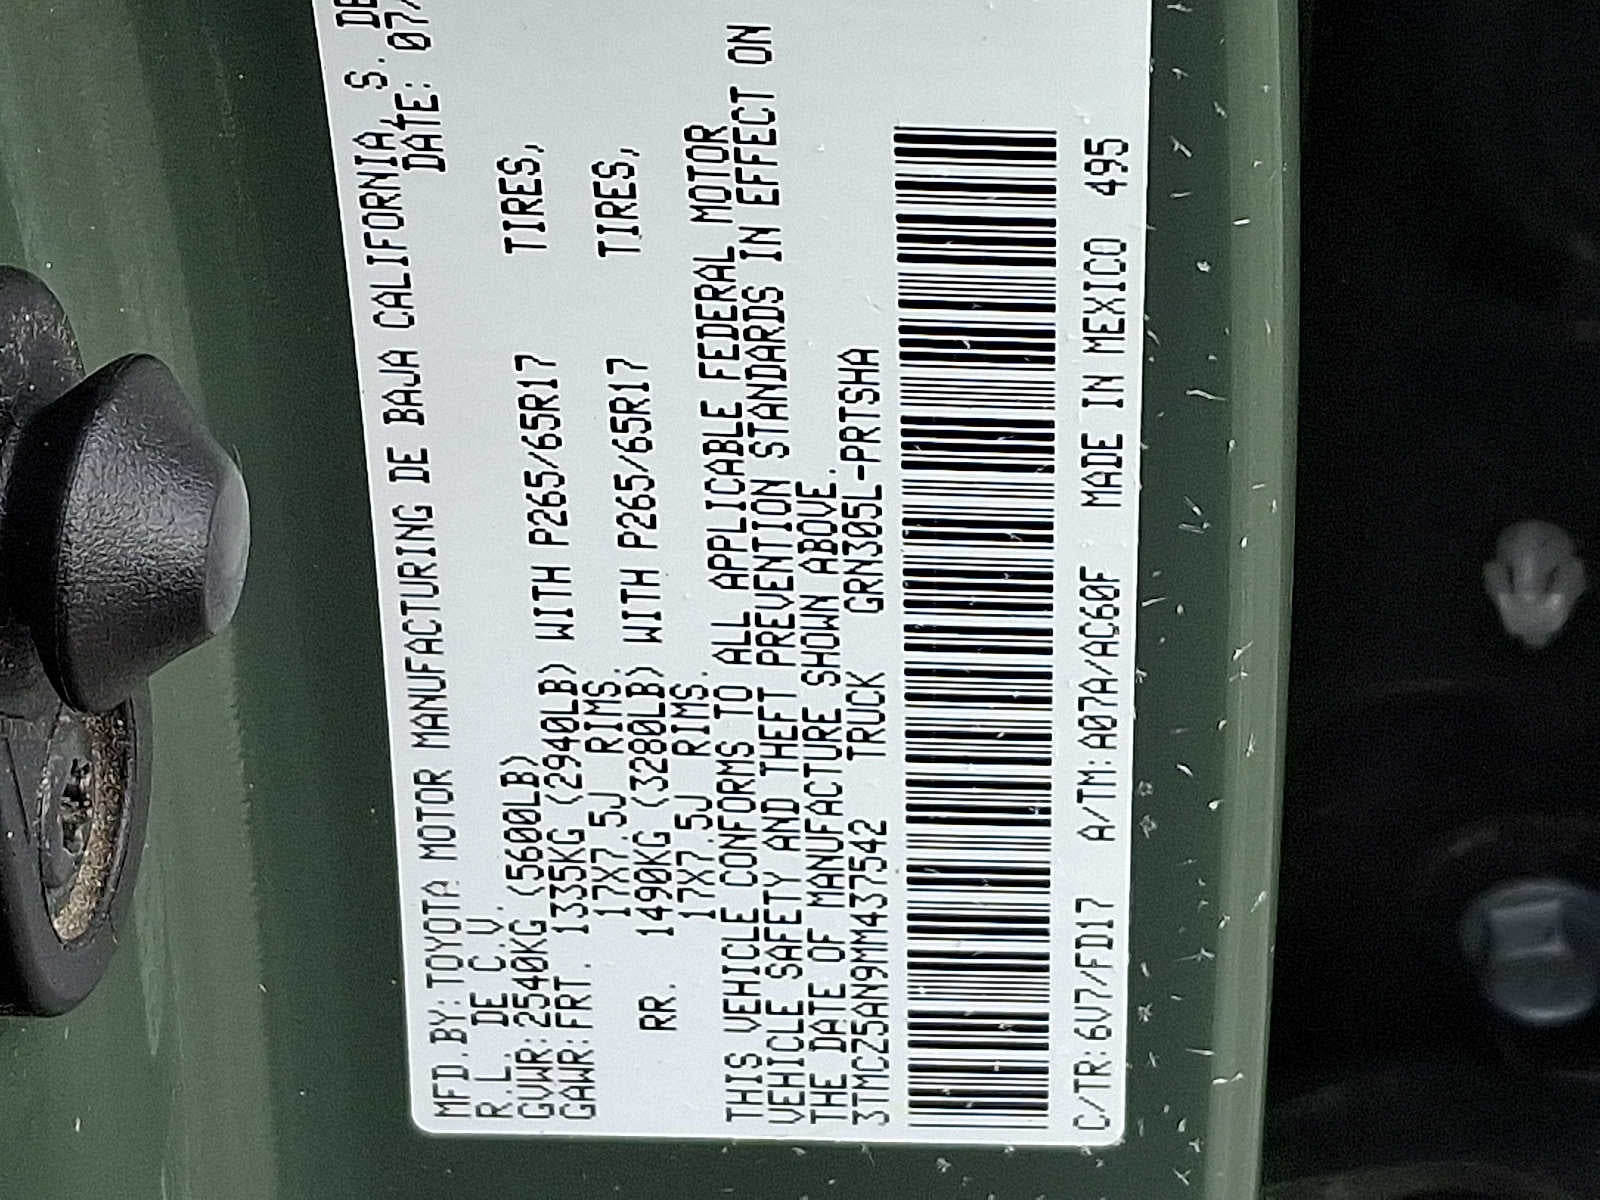 MFD.BY:TOYOTA MOTOR MANUFACTURING DE BAJA CALIFORNIA, S. DE
R.L. DE C.V. DATE: 07/
GVWR:2540KG (5600LB)
GAWR:FRT. 1335KG (2940LB) WITH P265/65R17 TIRES,
17X7.5J RIMS.
RR. 1490KG (3280LB) WITH P265/65R17 TIRES,
17X7.5J RIMS.
THIS VEHICLE CONFORMS TO ALL APPLICABLE FEDERAL MOTOR
VEHICLE SAFETY AND THEFT PREVENTION STANDARDS IN EFFECT ON
THE DATE OF MANUFACTURE SHOWN ABOVE.
3TMCZ5AN9MM437542 TRUCK GRN305L-PRTSHA
C/TR:6V7/FD17 A/TM:A07A/AC60F MADE IN MEXICO 495